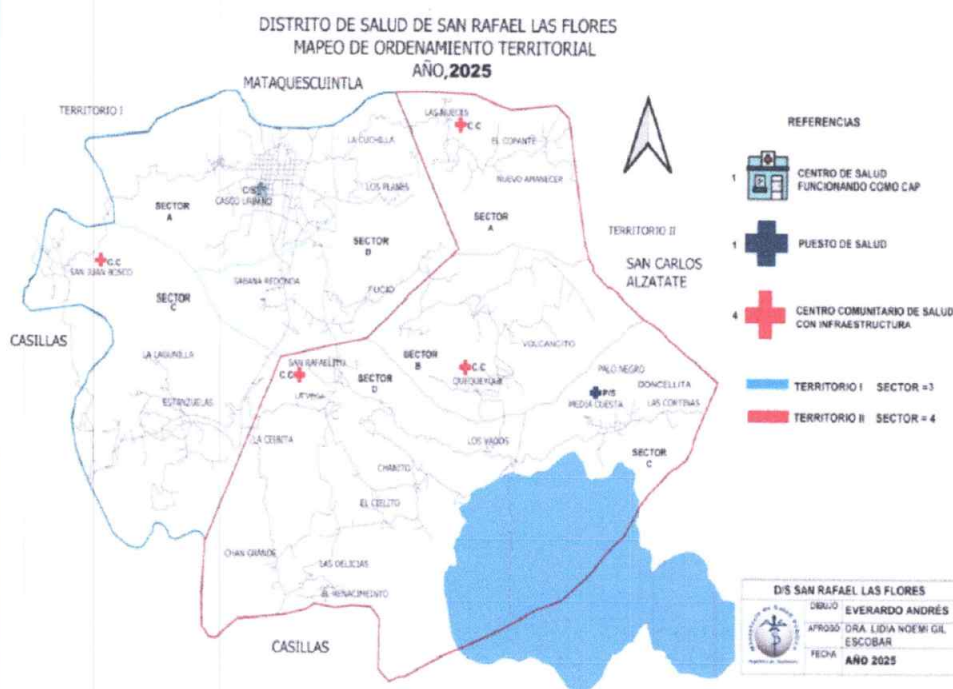 DISTRITO DE SALUD DE SAN RAFAEL LAS FLORES
MAPEO DE ORDENAMIENTO TERRITORIAL
AÑO,2025
MATAQUESCUINTLA
TERRITORIO I
LAS NUECES
C.C
EL COPANTE
LA CUCHILLA
NUEVO AMANECER
LOS PLANES
C/S
CASCO URBANO
SECTOR
A
SECTOR
A
SECTOR
D
TERRITORIO II
SAN CARLOS
ALZATATE
C.C
SAN JUAN BOSCO
SABANA REDONDA
SECTOR
C
CASILLAS
LA LAGUNILLA
ESTANZUELAS
VOLCANCITO
SECTOR
B
SAN RAFAELITO
C.C
SECTOR
D
C.C
QUEQUEXQUE
PALO NEGRO
DONCELLITA
P/S
MEDIA CUESTA
LAS CORTINAS
LA CEIBITA
LOS VADOS
SECTOR
C
CHABITO
EL CIELITO
CHAN GRANDE
LAS DELICIAS
EL RENACIMEINTO
CASILLAS
REFERENCIAS
1 CENTRO DE SALUD
FUNCIONANDO COMO CAP
1 PUESTO DE SALUD
4 CENTRO COMUNITARIO DE SALUD
CON INFRAESTRUCTURA
TERRITORIO I SECTOR =3
TERRITORIO II SECTOR = 4
D/S SAN RAFAEL LAS FLORES
DIBUJO EVERARDO ANDRÉS
APROBO DRA. LIDIA NOEMI GIL
ESCOBAR
FECHA AÑO 2025